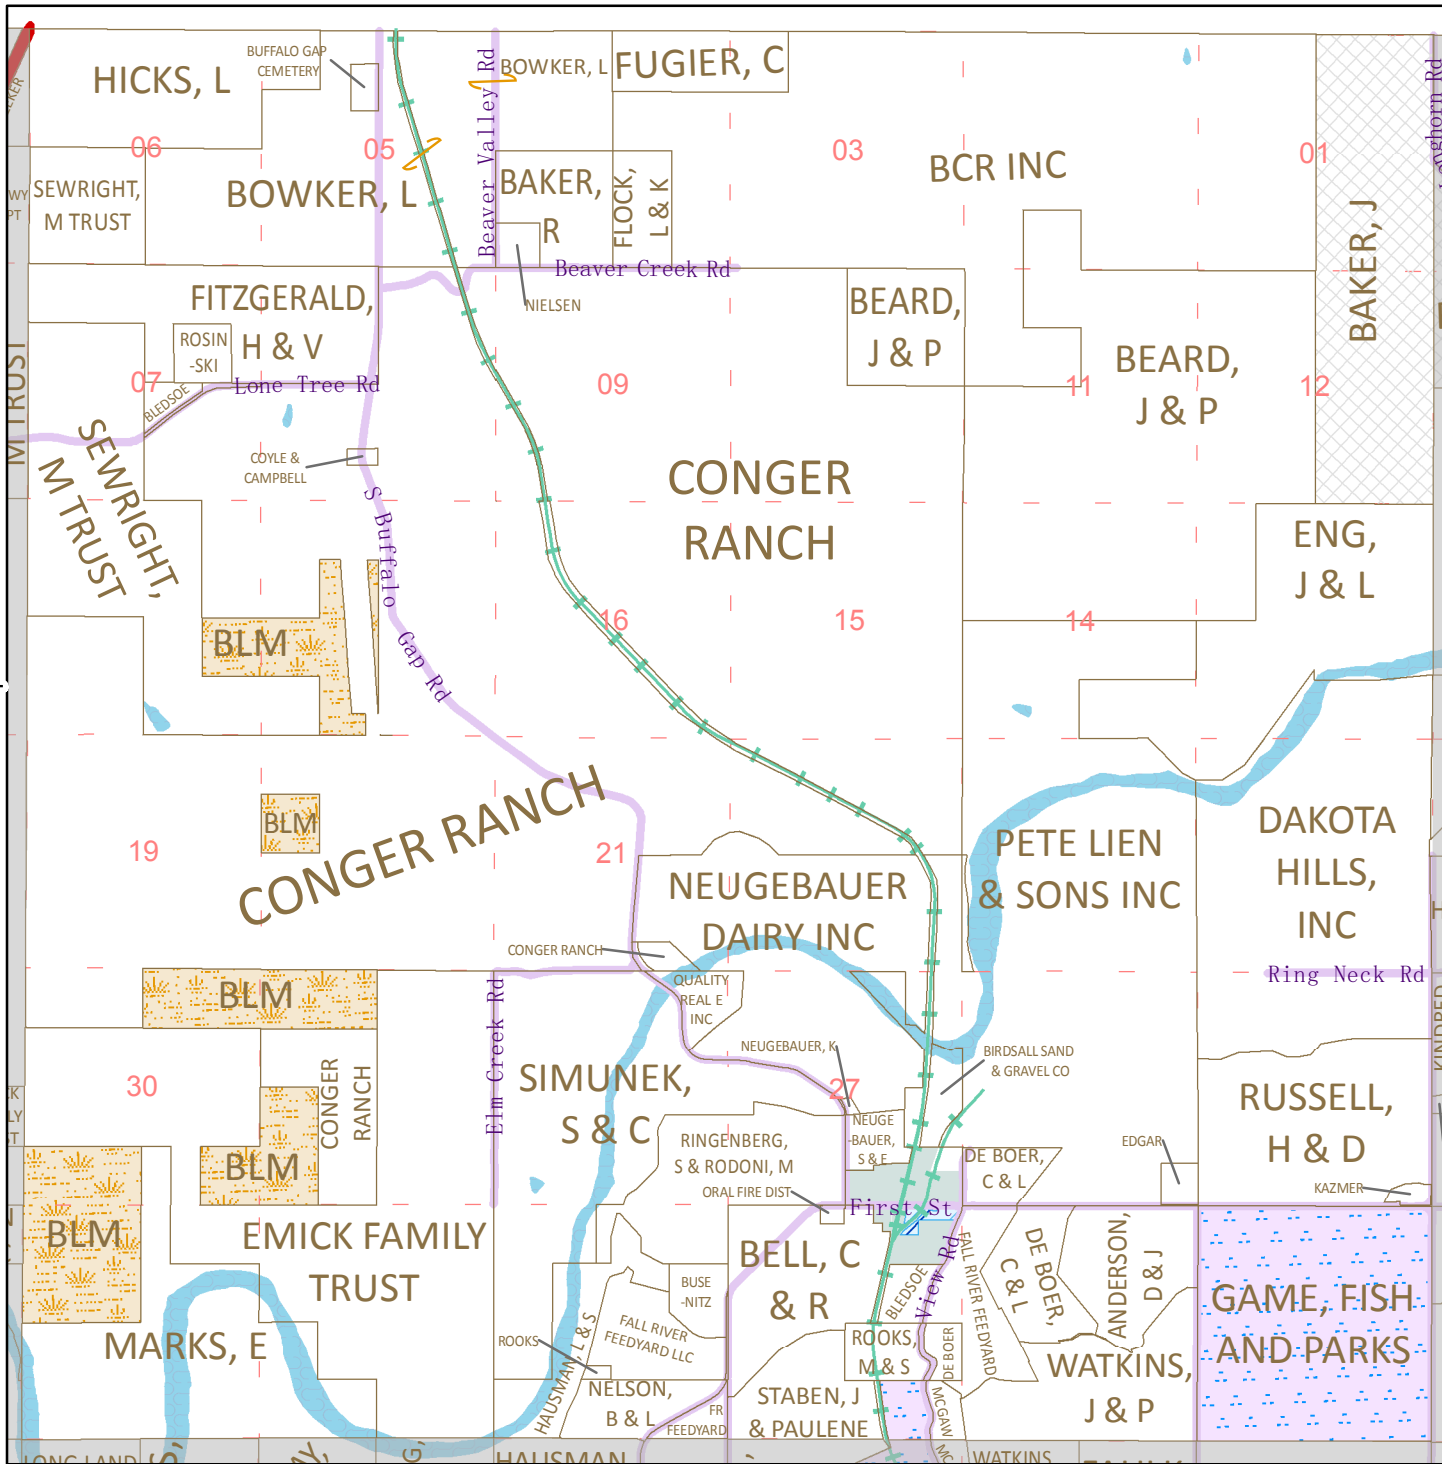 BUFFALO GAP
CEMETERY
HICKS, L
BOWKER, L
FUGIER, C
Beaver Valley Rd
Longhorn Rd
06
05
03
01
SEWRIGHT,
M TRUST
BOWKER, L
BAKER,
R
FLOCK,
L & K
BCR INC
BAKER, J
Beaver Creek Rd
NIELSEN
FITZGERALD,
H & V
ROSIN
-SKI
BEARD,
J & P
BEARD,
J & P
M TRUST
07
BLEDSOE
Lone Tree Rd
09
11
12
SEWRIGHT,
M TRUST
COYLE &
CAMPBELL
S Buffalo Gap Rd
CONGER
RANCH
ENG,
J & L
16
15
14
BLM
19
BLM
CONGER RANCH
21
NEUGEBAUER
DAIRY INC
PETE LIEN
& SONS INC
DAKOTA
HILLS,
INC
CONGER RANCH
Ring Neck Rd
BLM
QUALITY
REAL E
INC
Elm Creek Rd
NEUGEBAUER, K
BIRDSALL SAND
& GRAVEL CO
KINDRED
30
CONGER
RANCH
SIMUNEK,
S & C
27
RUSSELL,
H & D
NEUGE
-BAUER,
S & E
RINGENBERG,
S & RODONI, M
DE BOER,
C & L
EDGAR
BLM
ORAL FIRE DIST
First St
KAZMER
BLM
EMICK FAMILY
TRUST
BELL, C
& R
View Rd
BLEDSOE
FALL RIVER FEEDYARD
DE BOER,
C & L
ANDERSON,
D & J
GAME, FISH
AND PARKS
BUSE
-NITZ
MARKS, E
ROOKS
HAUSMAN, L & S
FALL RIVER
FEEDYARD LLC
ROOKS,
M & S
DE BOER
WATKINS,
J & P
NELSON,
B & L
FR
FEEDYARD
STABEN, J
& PAULENE
MCGAW
LONG LAND
HAUSMAN
WATKINS